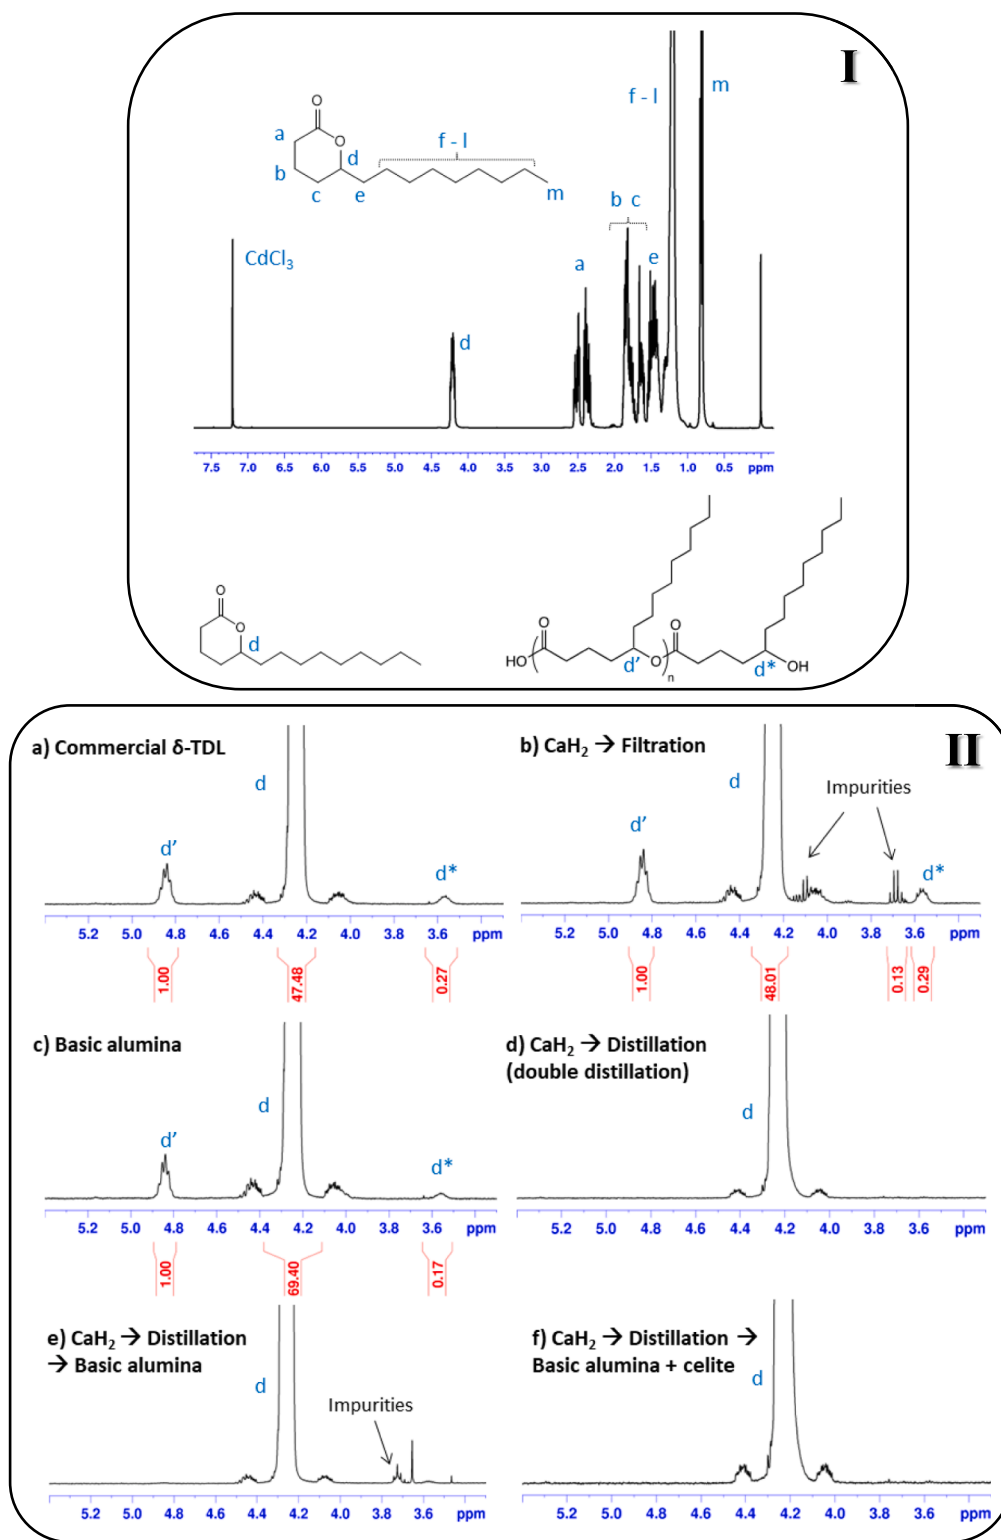 I
O
a
O
d
b
c
e
f - l
m
f - l
m
b c
e
a
CdCl3
d
7.5 7.0 6.5 6.0 5.5 5.0 4.5 4.0 3.5 3.0 2.5 2.0 1.5 1.0 0.5 ppm
O
O
d
O
HO
d'
O
n
O
d*
OH
II
a) Commercial δ-TDL
d
d'
d*
5.2 5.0 4.8 4.6 4.4 4.2 4.0 3.8 3.6 ppm
1.00 47.48 0.27
b) CaH2 → Filtration
d
Impurities
d'
d*
5.2 5.0 4.8 4.6 4.4 4.2 4.0 3.8 3.6 ppm
1.00 48.01 0.13 0.29
c) Basic alumina
d
d'
d*
5.2 5.0 4.8 4.6 4.4 4.2 4.0 3.8 3.6 ppm
1.00 69.40 0.17
d) CaH2 → Distillation
(double distillation)
d
5.2 5.0 4.8 4.6 4.4 4.2 4.0 3.8 3.6 ppm
e) CaH2 → Distillation
→ Basic alumina
d
Impurities
5.2 5.0 4.8 4.6 4.4 4.2 4.0 3.8 3.6 ppm
f) CaH2 → Distillation →
Basic alumina + celite
d
5.2 5.0 4.8 4.6 4.4 4.2 4.0 3.8 3.6 ppm